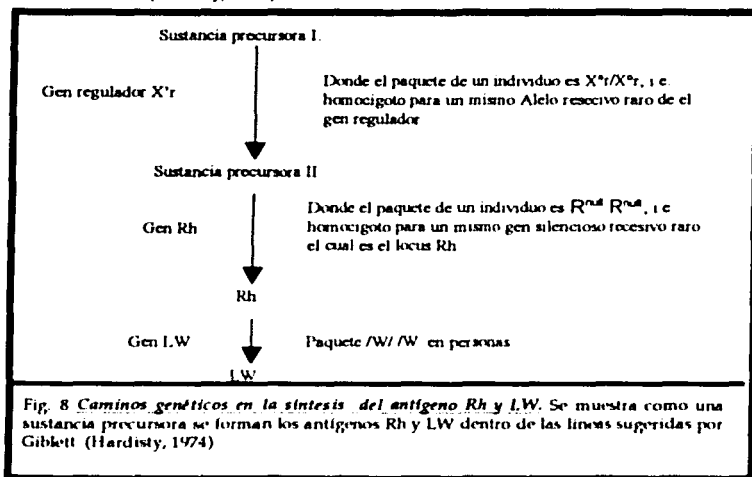 Sustancia precursora I.
Gen regulador X°r
Donde el paquete de un individuo es X°r/X°r, i e.
homocigoto para un mismo Alelo resecivo raro de el
gen regulador
Sustancia precursora II
Gen Rh
Donde el paquete de un individuo es R^null R^null, i e
homocigoto para un mismo gen silencioso recesivo raro
el cual es el locus Rh
Rh
Gen LW
Paquete /W/ /W en personas
LW
Fig. 8 Caminos genéticos en la síntesis del antígeno Rh y LW. Se muestra como una
sustancia precursora se forman los antígenos Rh y LW dentro de las lineas sugeridas por
Giblett (Hardisty, 1974)